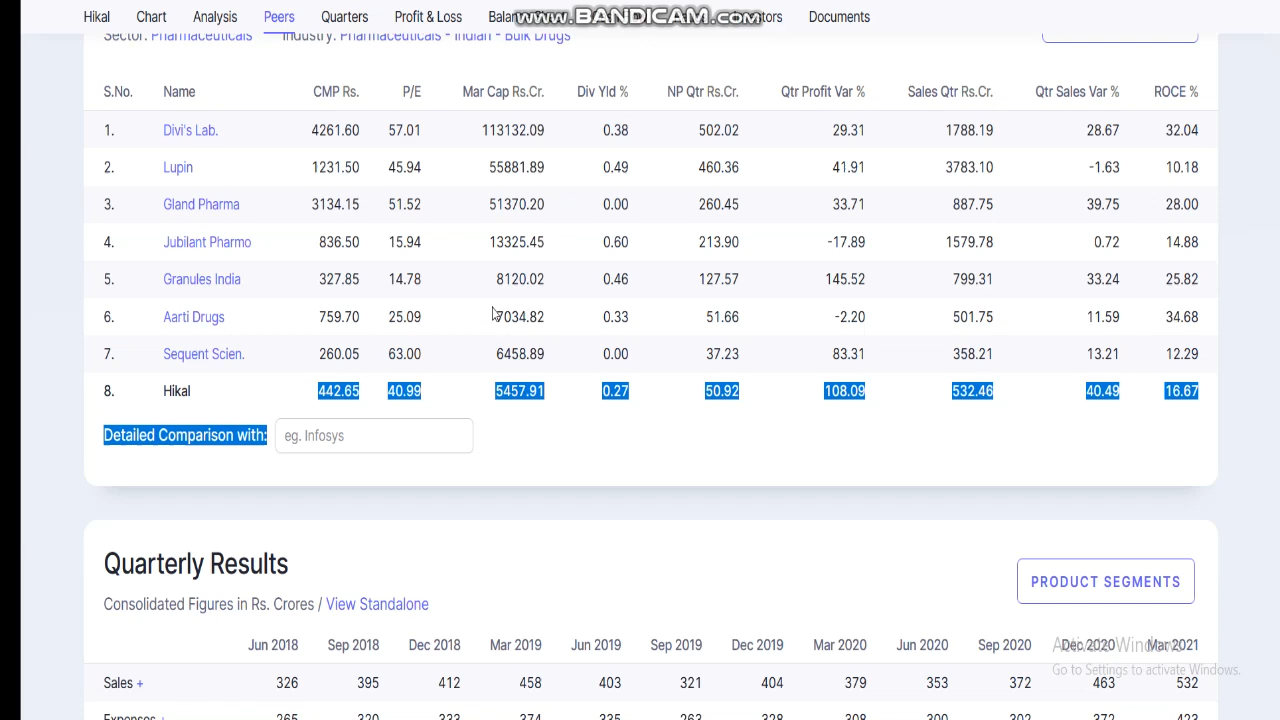 Hikal Chart Analysis Peers Quarters Profit & Loss Documents
www.BANDICAM.com
Sector: Pharmaceuticals Industry: Pharmaceuticals - Indian - Bulk Drugs
S.No. Name CMP Rs. P/E Mar Cap Rs.Cr. Div Yld % NP Qtr Rs.Cr. Qtr Profit Var % Sales Qtr Rs.Cr. Qtr Sales Var % ROCE %
1. Divi's Lab. 4261.60 57.01 113132.09 0.38 502.02 29.31 1788.19 28.67 32.04
2. Lupin 1231.50 45.94 55881.89 0.49 460.36 41.91 3783.10 -1.63 10.18
3. Gland Pharma 3134.15 51.52 51370.20 0.00 260.45 33.71 887.75 39.75 28.00
4. Jubilant Pharmo 836.50 15.94 13325.45 0.60 213.90 -17.89 1579.78 0.72 14.88
5. Granules India 327.85 14.78 8120.02 0.46 127.57 145.52 799.31 33.24 25.82
6. Aarti Drugs 759.70 25.09 7034.82 0.33 51.66 -2.20 501.75 11.59 34.68
7. Sequent Scien. 260.05 63.00 6458.89 0.00 37.23 83.31 358.21 13.21 12.29
8. Hikal 442.65 40.99 5457.91 0.27 50.92 108.09 532.46 40.49 16.67
Detailed Comparison with: eg. Infosys
Quarterly Results
PRODUCT SEGMENTS
Consolidated Figures in Rs. Crores / View Standalone
Jun 2018 Sep 2018 Dec 2018 Mar 2019 Jun 2019 Sep 2019 Dec 2019 Mar 2020 Jun 2020 Sep 2020 Dec 2020 Mar 2021
Activate Windows
Go to Settings to activate Windows.
Sales + 326 395 412 458 403 321 404 379 353 372 463 532
Expenses + 265 320 333 374 335 263 328 308 300 302 372 423